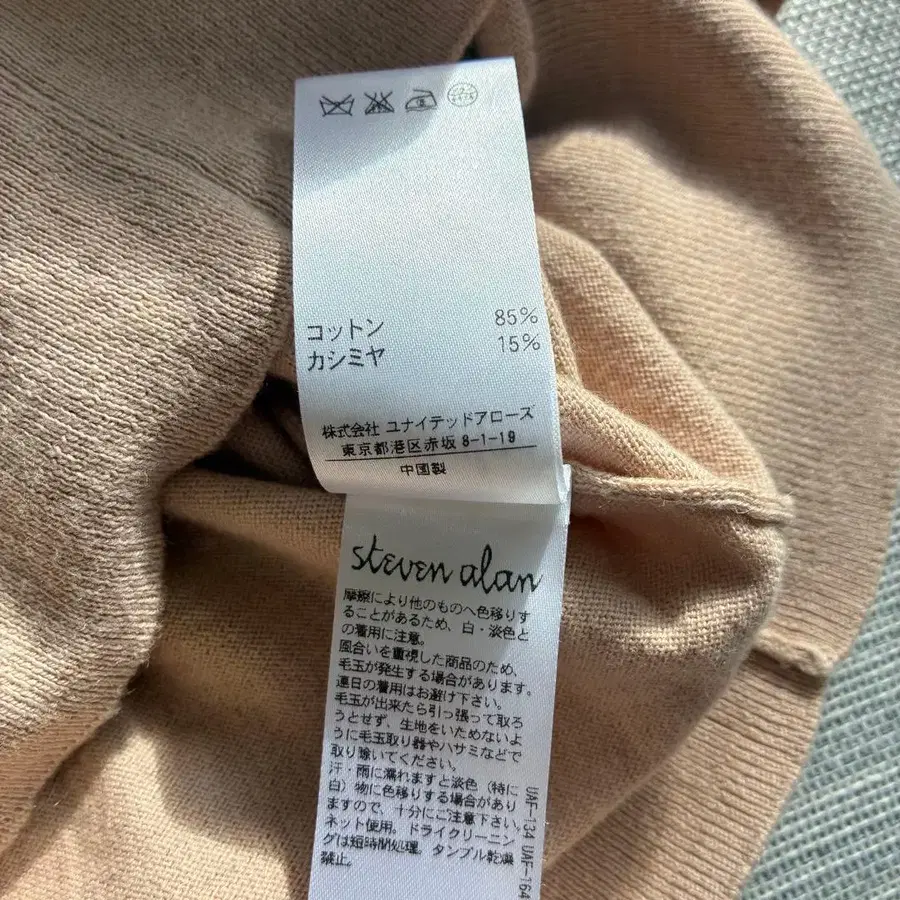 コットン 85%
カシミヤ 15%
株式会社 ユナイテッドアローズ
東京都港区赤坂8-1-19
中国製
steven alan
摩擦により他のものへ色移りす
ることがあるため、白・淡色と
の着用に注意。
風合いを重視した商品のため、
毛玉が発生する場合があります。
連日の着用はお避け下さい。
毛玉が出来たら引っ張って取ろ
うとせず、生地をいためないよ
うに毛玉取り器やハサミなどで
取り除いてください。
汗・雨に濡れますと淡色（特に
白）物に色移りする場合があり
ますので、十分にご注意下さい。
ネット使用。ドライクリーニン
グは短時間処理。タンブル乾燥
禁止。
UAF-134 UAF-164